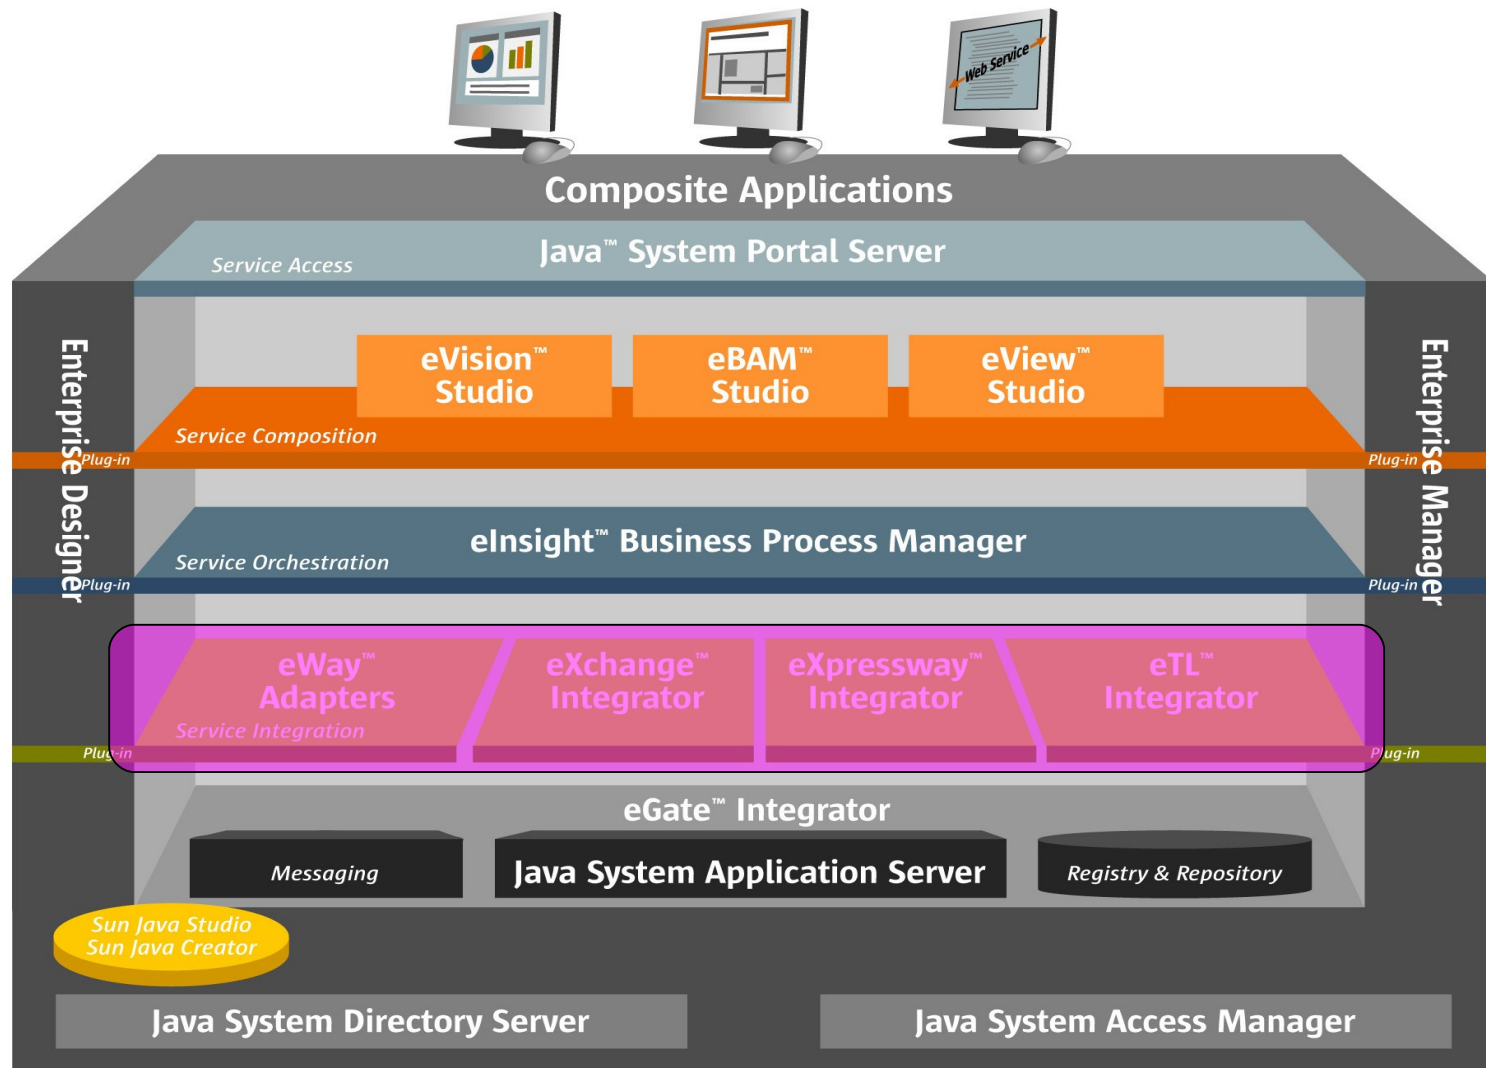 Web Service
Composite Applications
Java™ System Portal Server
Service Access
Enterprise Designer
Enterprise Manager
eVision™
Studio
eBAM™
Studio
eView™
Studio
Service Composition
Plug-in
Plug-in
eInsight™ Business Process Manager
Service Orchestration
Plug-in
Plug-in
eWay™
Adapters
eXchange™
Integrator
eXpressway™
Integrator
eTL™
Integrator
Service Integration
Plug-in
Plug-in
eGate™ Integrator
Messaging
Java System Application Server
Registry & Repository
Sun Java Studio
Sun Java Creator
Java System Directory Server
Java System Access Manager